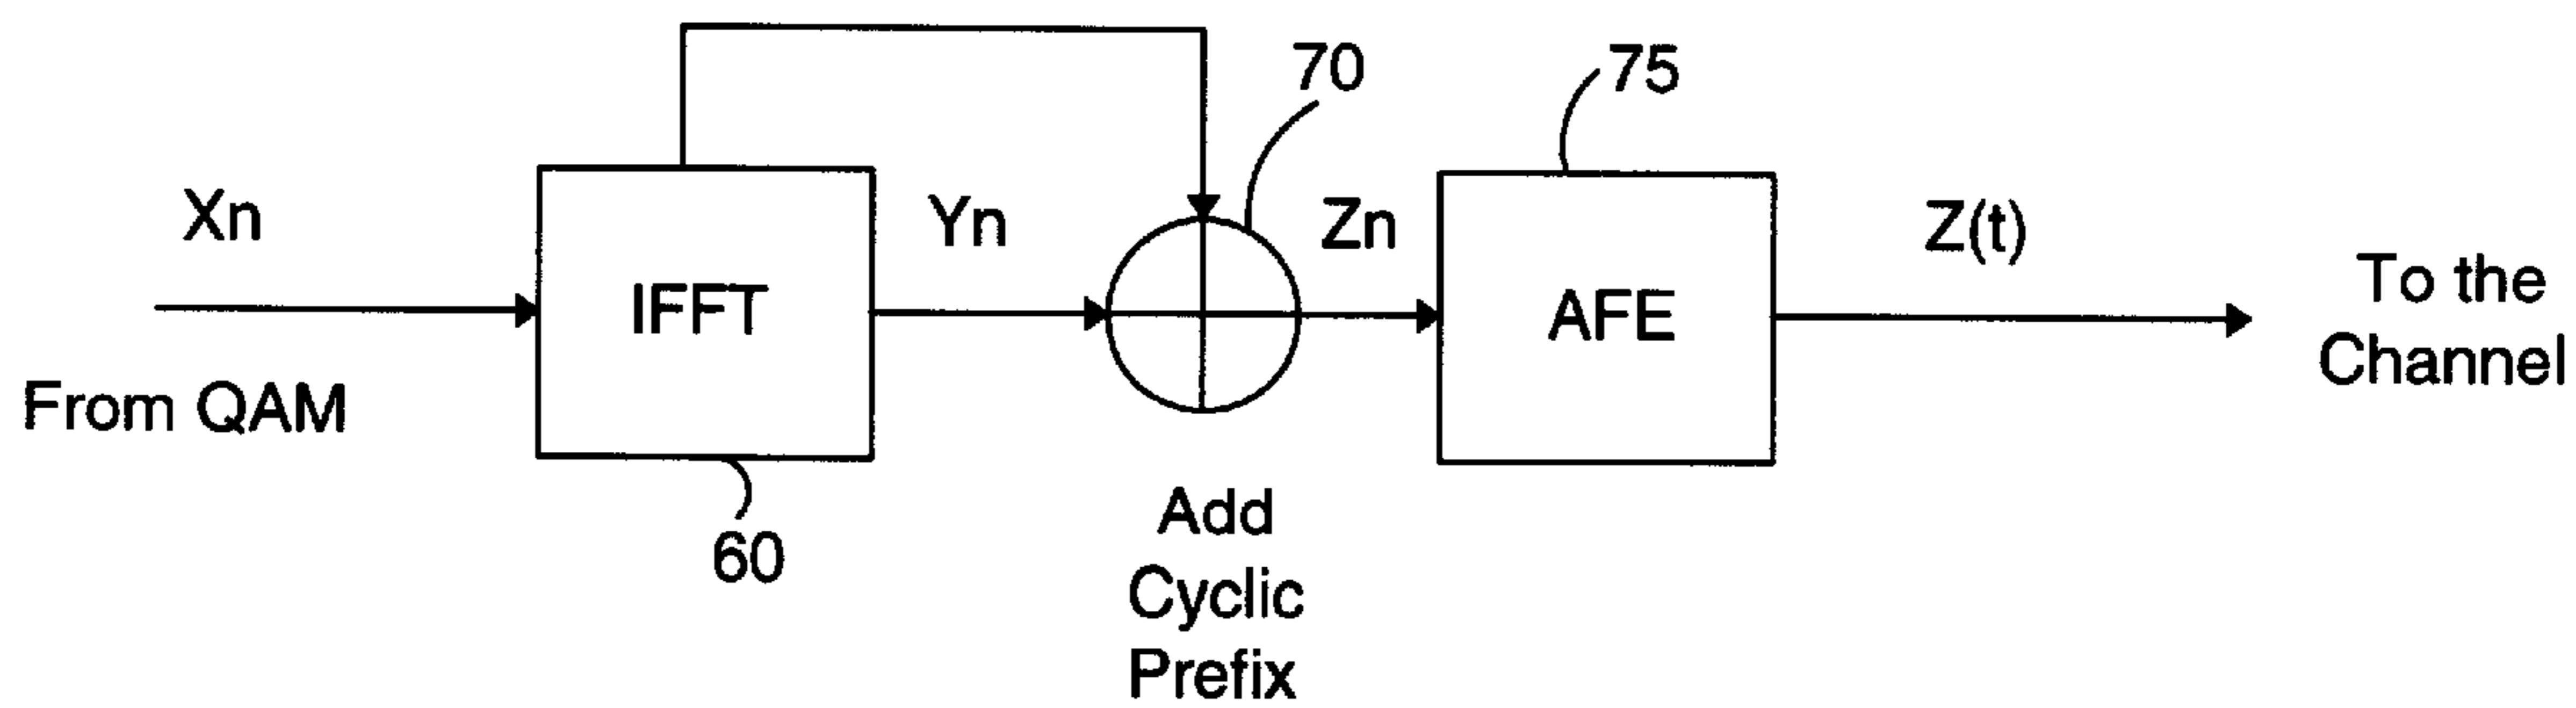 70
75
Xn
Yn
Zn
Z(t)
IFFT
AFE
To the
Channel
From QAM
60
Add
Cyclic
Prefix